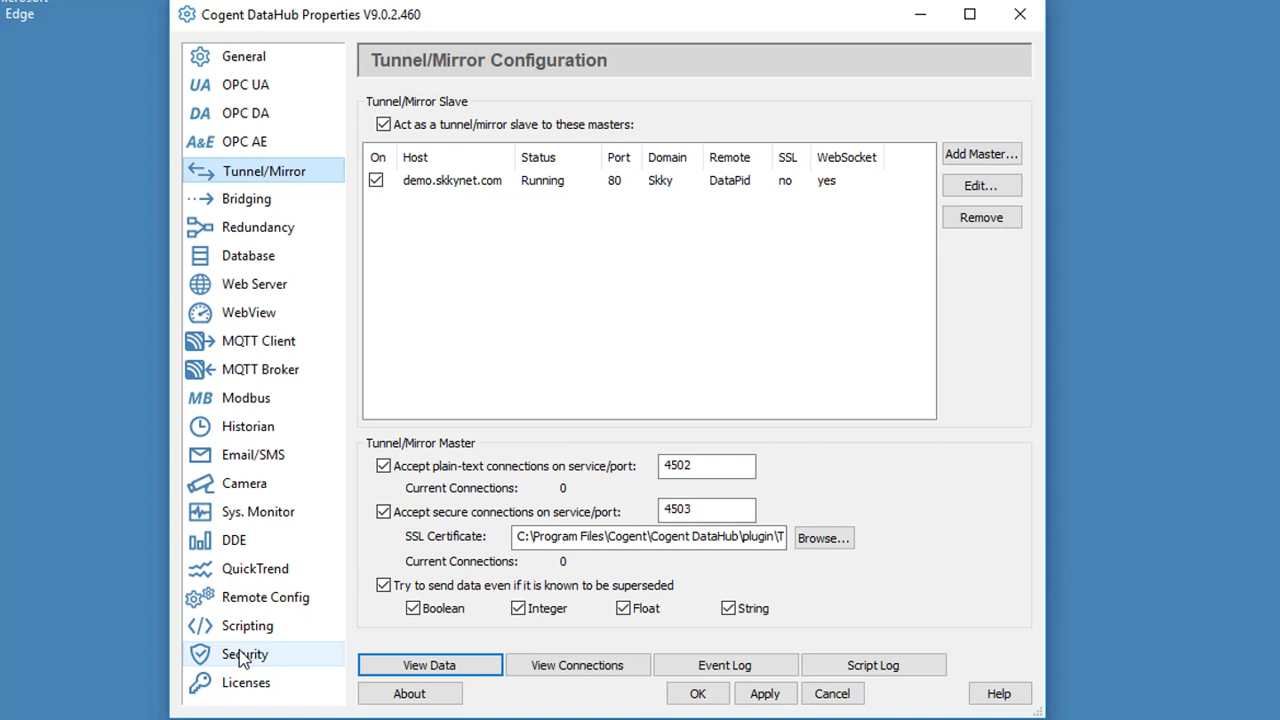 Edge
Cogent DataHub Properties V9.0.2.460
General
UA OPC UA
DA OPC DA
A&E OPC AE
Tunnel/Mirror
Bridging
Redundancy
Database
Web Server
WebView
MQTT Client
MQTT Broker
MB Modbus
Historian
Email/SMS
Camera
Sys. Monitor
DDE
QuickTrend
Remote Config
Scripting
Security
Licenses
Tunnel/Mirror Configuration
Tunnel/Mirror Slave
Act as a tunnel/mirror slave to these masters:
On Host Status Port Domain Remote SSL WebSocket
demo.skkynet.com Running 80 Skky DataPid no yes
Add Master...
Edit...
Remove
Tunnel/Mirror Master
Accept plain-text connections on service/port: 4502
Current Connections: 0
Accept secure connections on service/port: 4503
SSL Certificate: C:\Program Files\Cogent\Cogent DataHub\plugin\T Browse...
Current Connections: 0
Try to send data even if it is known to be superseded
Boolean Integer Float String
View Data View Connections Event Log Script Log
About OK Apply Cancel Help